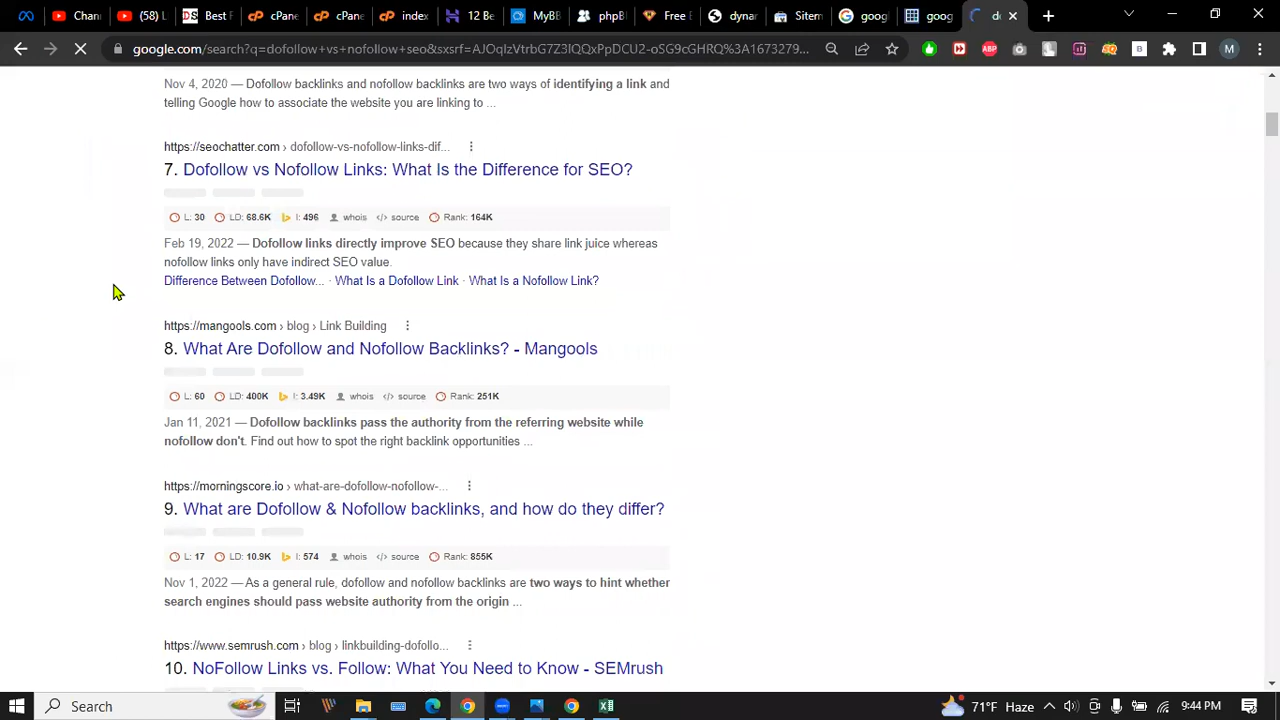 Chan
(58) L
Best F
cPane
cPane
index
12 Be
MyBB
phpBI
Free E
dynar
Sitem
goog
goog
do
google.com/search?q=dofollow+vs+nofollow+seo&sxsrf=
M
Nov 4, 2020 — Dofollow backlinks and nofollow backlinks are two ways of identifying a link and
telling Google how to associate the website you are linking to ...
https://seochatter.com › dofollow-vs-nofollow-links-dif...
7. Dofollow vs Nofollow Links: What Is the Difference for SEO?
L: 30 LD: 68.6K I: 496 whois </> source Rank: 164K
Feb 19, 2022 — Dofollow links directly improve SEO because they share link juice whereas
nofollow links only have indirect SEO value.
Difference Between Dofollow... · What Is a Dofollow Link · What Is a Nofollow Link?
https://mangools.com › blog › Link Building
8. What Are Dofollow and Nofollow Backlinks? - Mangools
L: 60 LD: 400K I: 3.49K whois </> source Rank: 251K
Jan 11, 2021 — Dofollow backlinks pass the authority from the referring website while
nofollow don't. Find out how to spot the right backlink opportunities ...
https://morningscore.io › what-are-dofollow-nofollow-...
9. What are Dofollow & Nofollow backlinks, and how do they differ?
L: 17 LD: 10.9K I: 574 whois </> source Rank: 855K
Nov 1, 2022 — As a general rule, dofollow and nofollow backlinks are two ways to hint whether
search engines should pass website authority from the origin ...
https://www.semrush.com › blog › linkbuilding-dofollo...
10. NoFollow Links vs. Follow: What You Need to Know - SEMrush
Search
71°F Haze
9:44 PM